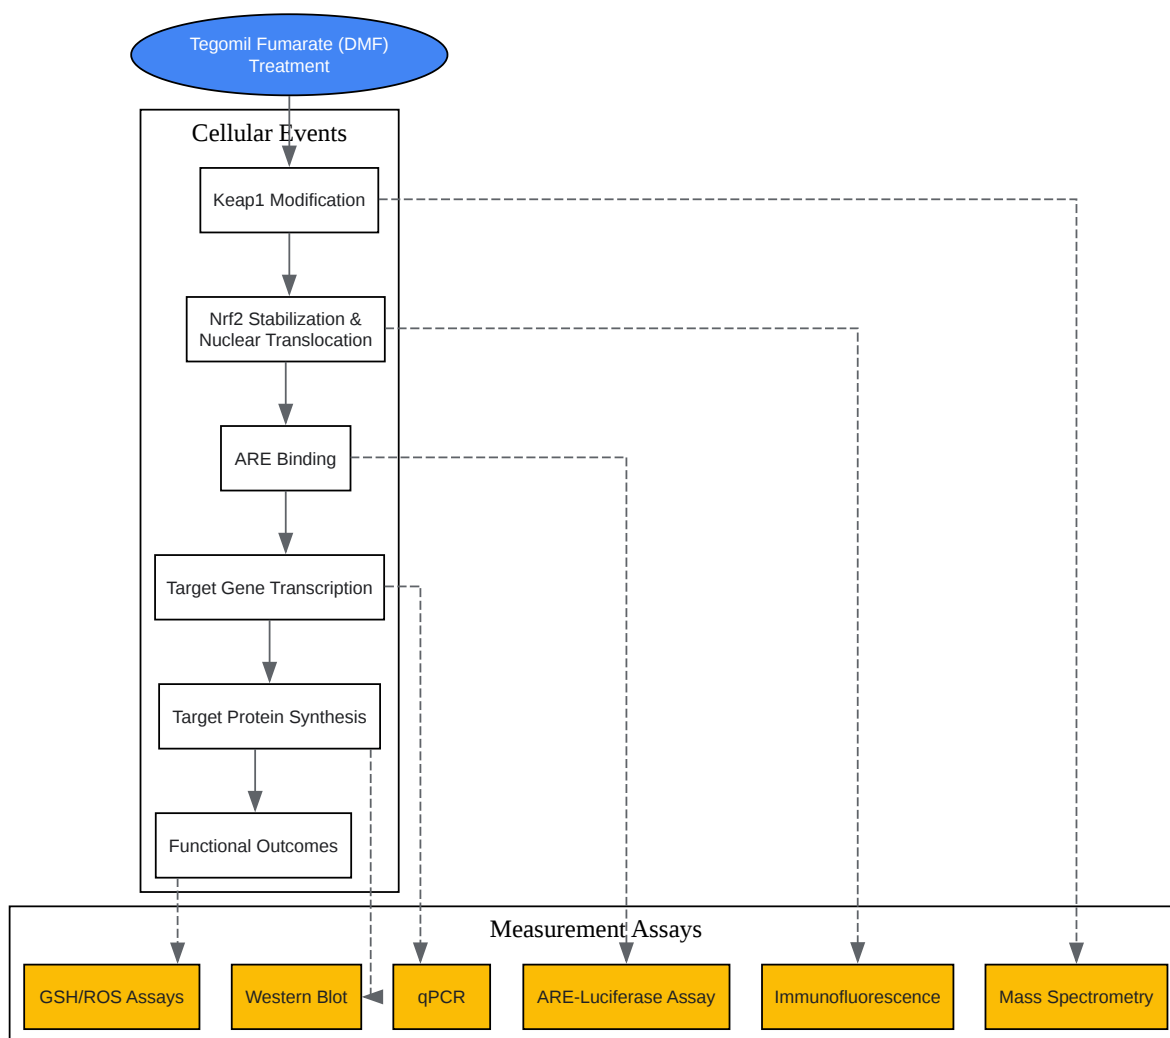 Tegomil Fumarate (DMF)
Treatment
Cellular Events
Keap1 Modification
Nrf2 Stabilization &
Nuclear Translocation
ARE Binding
Target Gene Transcription
Target Protein Synthesis
Functional Outcomes
Measurement Assays
GSH/ROS Assays
Western Blot
qPCR
ARE-Luciferase Assay
Immunofluorescence
Mass Spectrometry